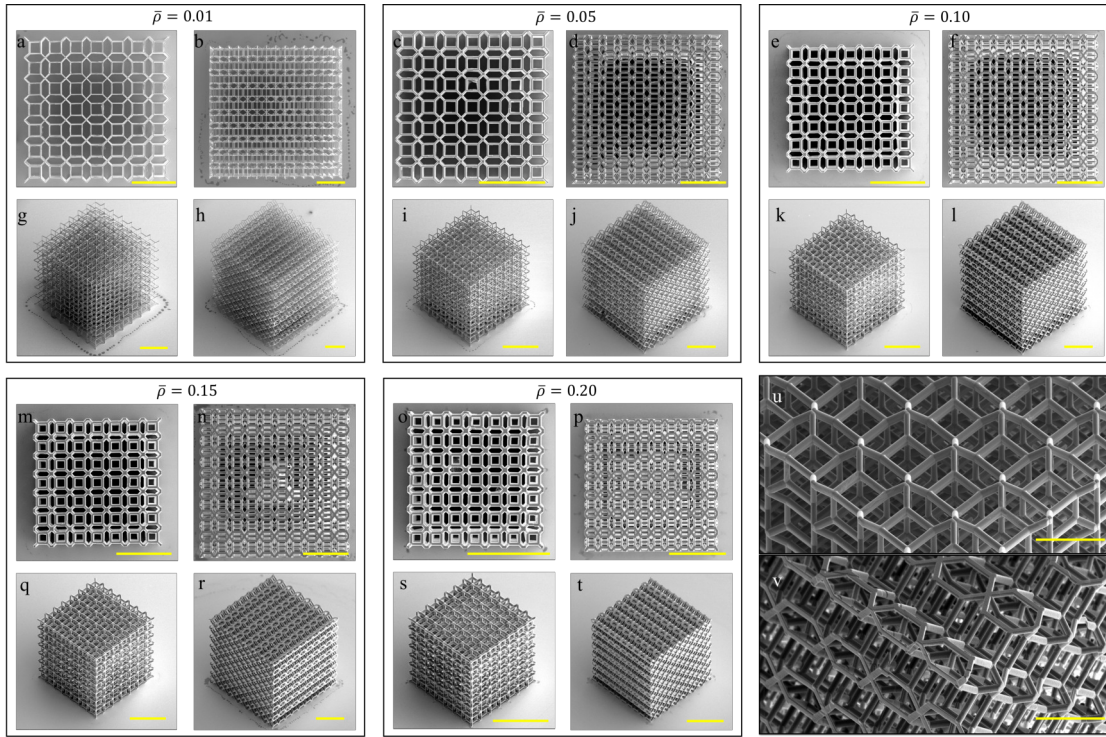 ρ̄ = 0.01
ρ̄ = 0.05
ρ̄ = 0.10
a
b
c
d
e
f
g
h
i
j
k
l
ρ̄ = 0.15
ρ̄ = 0.20
m
n
o
p
u
q
r
s
t
v